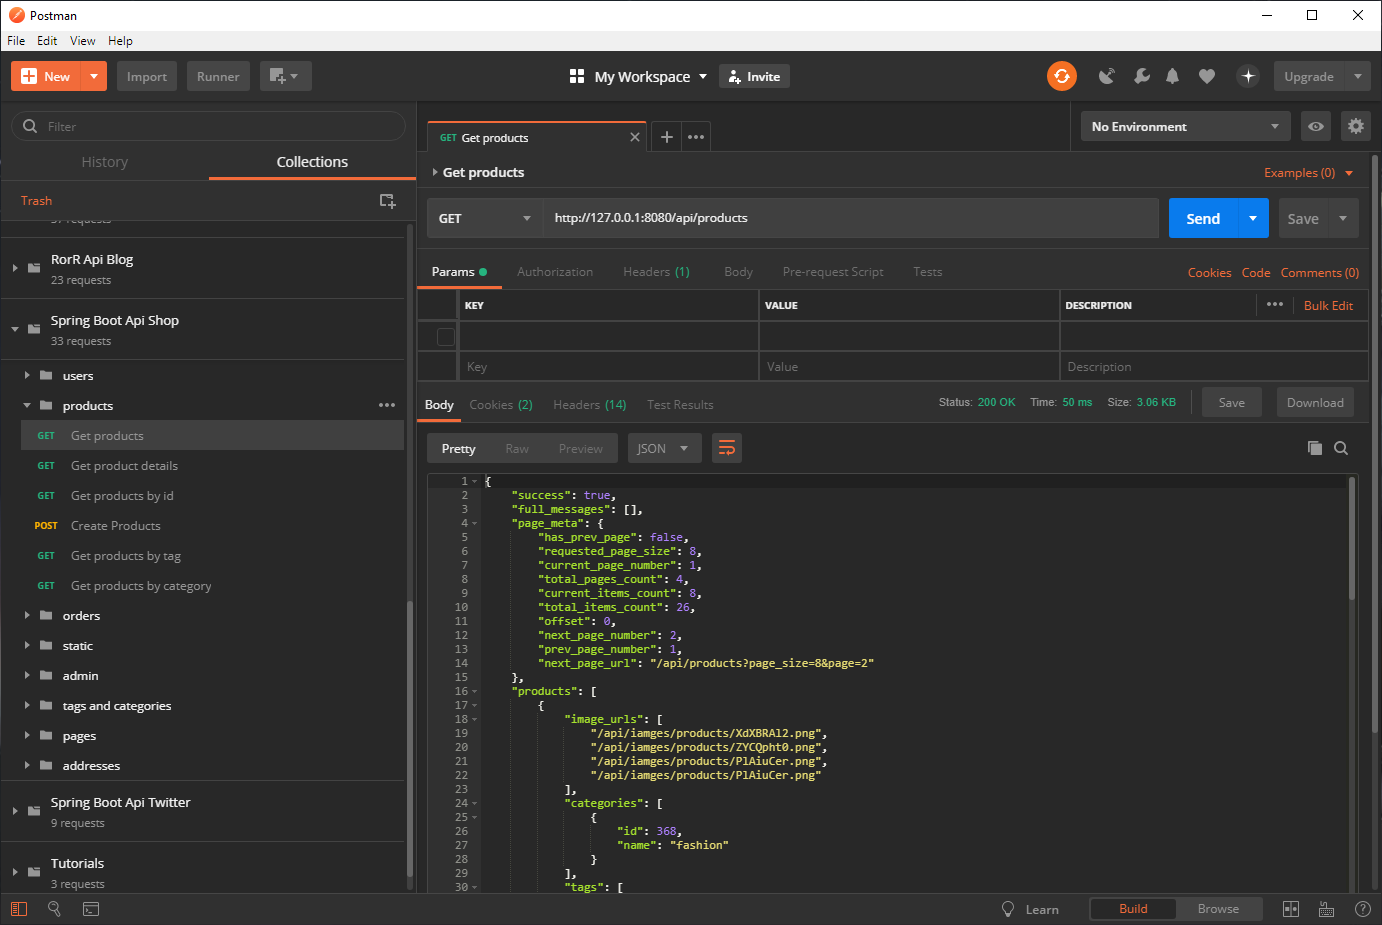 Postman
File Edit View Help
New Import Runner My Workspace Invite Upgrade
Filter
History Collections
Trash
RorR Api Blog
23 requests
Spring Boot Api Shop
33 requests
users
products
GET Get products
GET Get product details
GET Get products by id
POST Create Products
GET Get products by tag
GET Get products by category
orders
static
admin
tags and categories
pages
addresses
Spring Boot Api Twitter
9 requests
Tutorials
3 requests
GET Get products
No Environment
Get products
Examples (0)
GET http://127.0.0.1:8080/api/products Send Save
Params Authorization Headers (1) Body Pre-request Script Tests Cookies Code Comments (0)
KEY VALUE DESCRIPTION Bulk Edit
Key Value Description
Body Cookies (2) Headers (14) Test Results Status: 200 OK Time: 50 ms Size: 3.06 KB Save Download
Pretty Raw Preview JSON
1 {
2 "success": true,
3 "full_messages": [],
4 "page_meta": {
5 "has_prev_page": false,
6 "requested_page_size": 8,
7 "current_page_number": 1,
8 "total_pages_count": 4,
9 "current_items_count": 8,
10 "total_items_count": 26,
11 "offset": 0,
12 "next_page_number": 2,
13 "prev_page_number": 1,
14 "next_page_url": "/api/products?page_size=8&page=2"
15 },
16 "products": [
17 {
18 "image_urls": [
19 "/api/iamges/products/XdXBRAl2.png",
20 "/api/iamges/products/ZYCQpht0.png",
21 "/api/iamges/products/PlAiuCer.png",
22 "/api/iamges/products/PlAiuCer.png"
23 ],
24 "categories": [
25 {
26 "id": 368,
27 "name": "fashion"
28 }
29 ],
30 "tags": [
Learn Build Browse